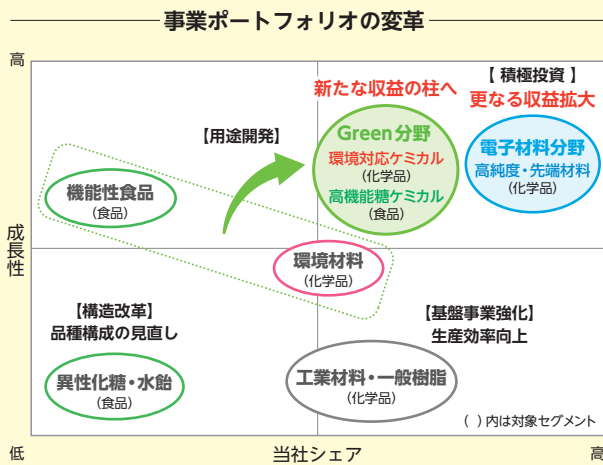 事業ポートフォリオの変革
高
新たな収益の柱へ
【 積極投資 】
更なる収益拡大
【用途開発】
Green分野
環境対応ケミカル
(化学品)
高機能糖ケミカル
(食品)
電子材料分野
高純度・先端材料
(化学品)
機能性食品
(食品)
成長性
環境材料
(化学品)
【構造改革】
品種構成の見直し
【基盤事業強化】
生産効率向上
異性化糖・水飴
(食品)
工業材料・一般樹脂
(化学品)
( ) 内は対象セグメント
低
当社シェア
高